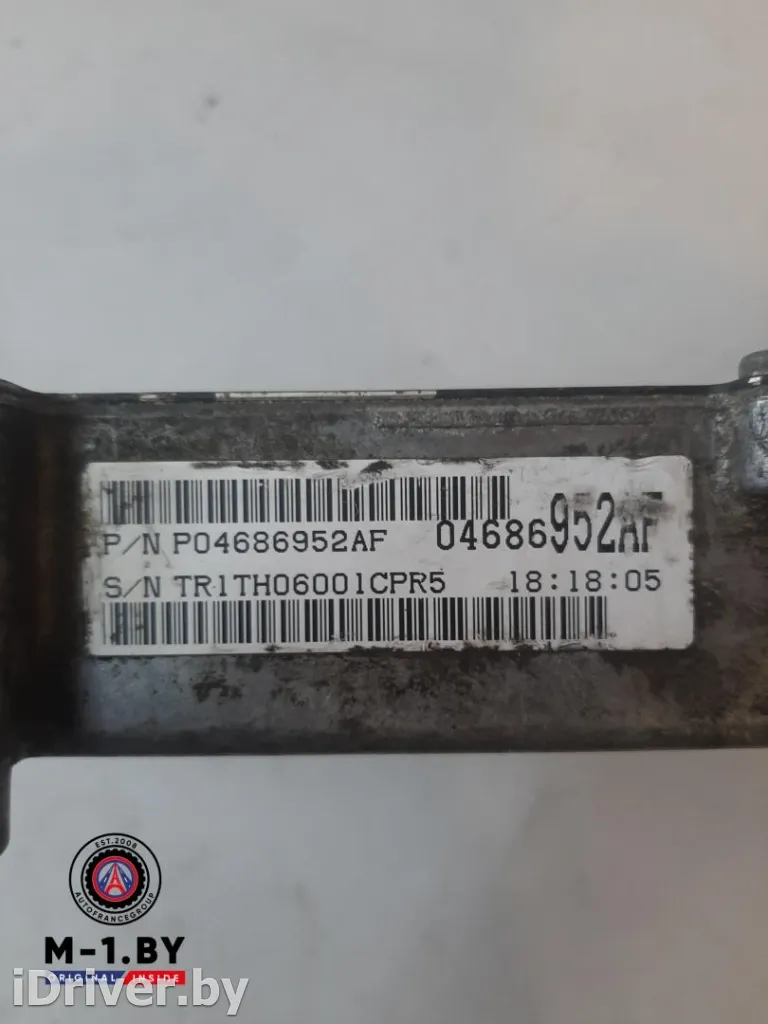 P/N P04686952AF 04686952AF
S/N TR1TH06001CPR5 18:18:05
EST.2008
AUTOFRANCEGROUP
M-1.BY
ORIGINAL INSIDE
iDriver.by